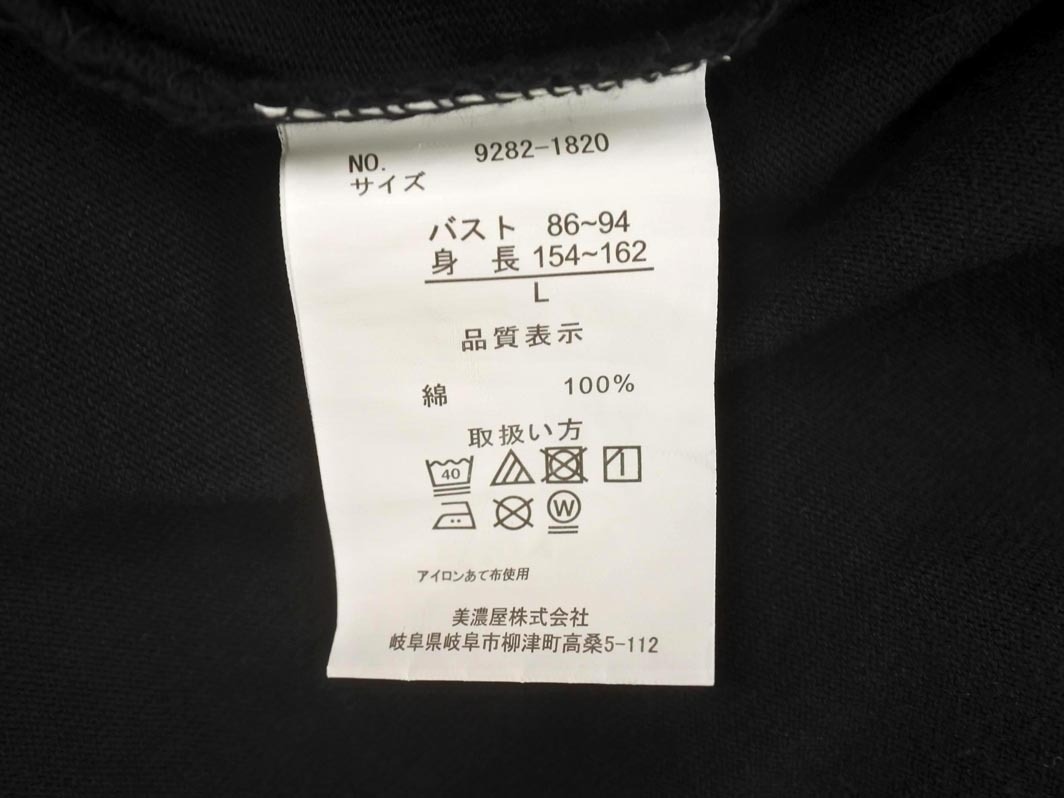 NO. 9282-1820
サイズ
バスト 86~94
身 長 154~162
L
品質表示
綿 100%
取扱い方
40
W
アイロンあて布使用
美濃屋株式会社
岐阜県岐阜市柳津町高桑5-112